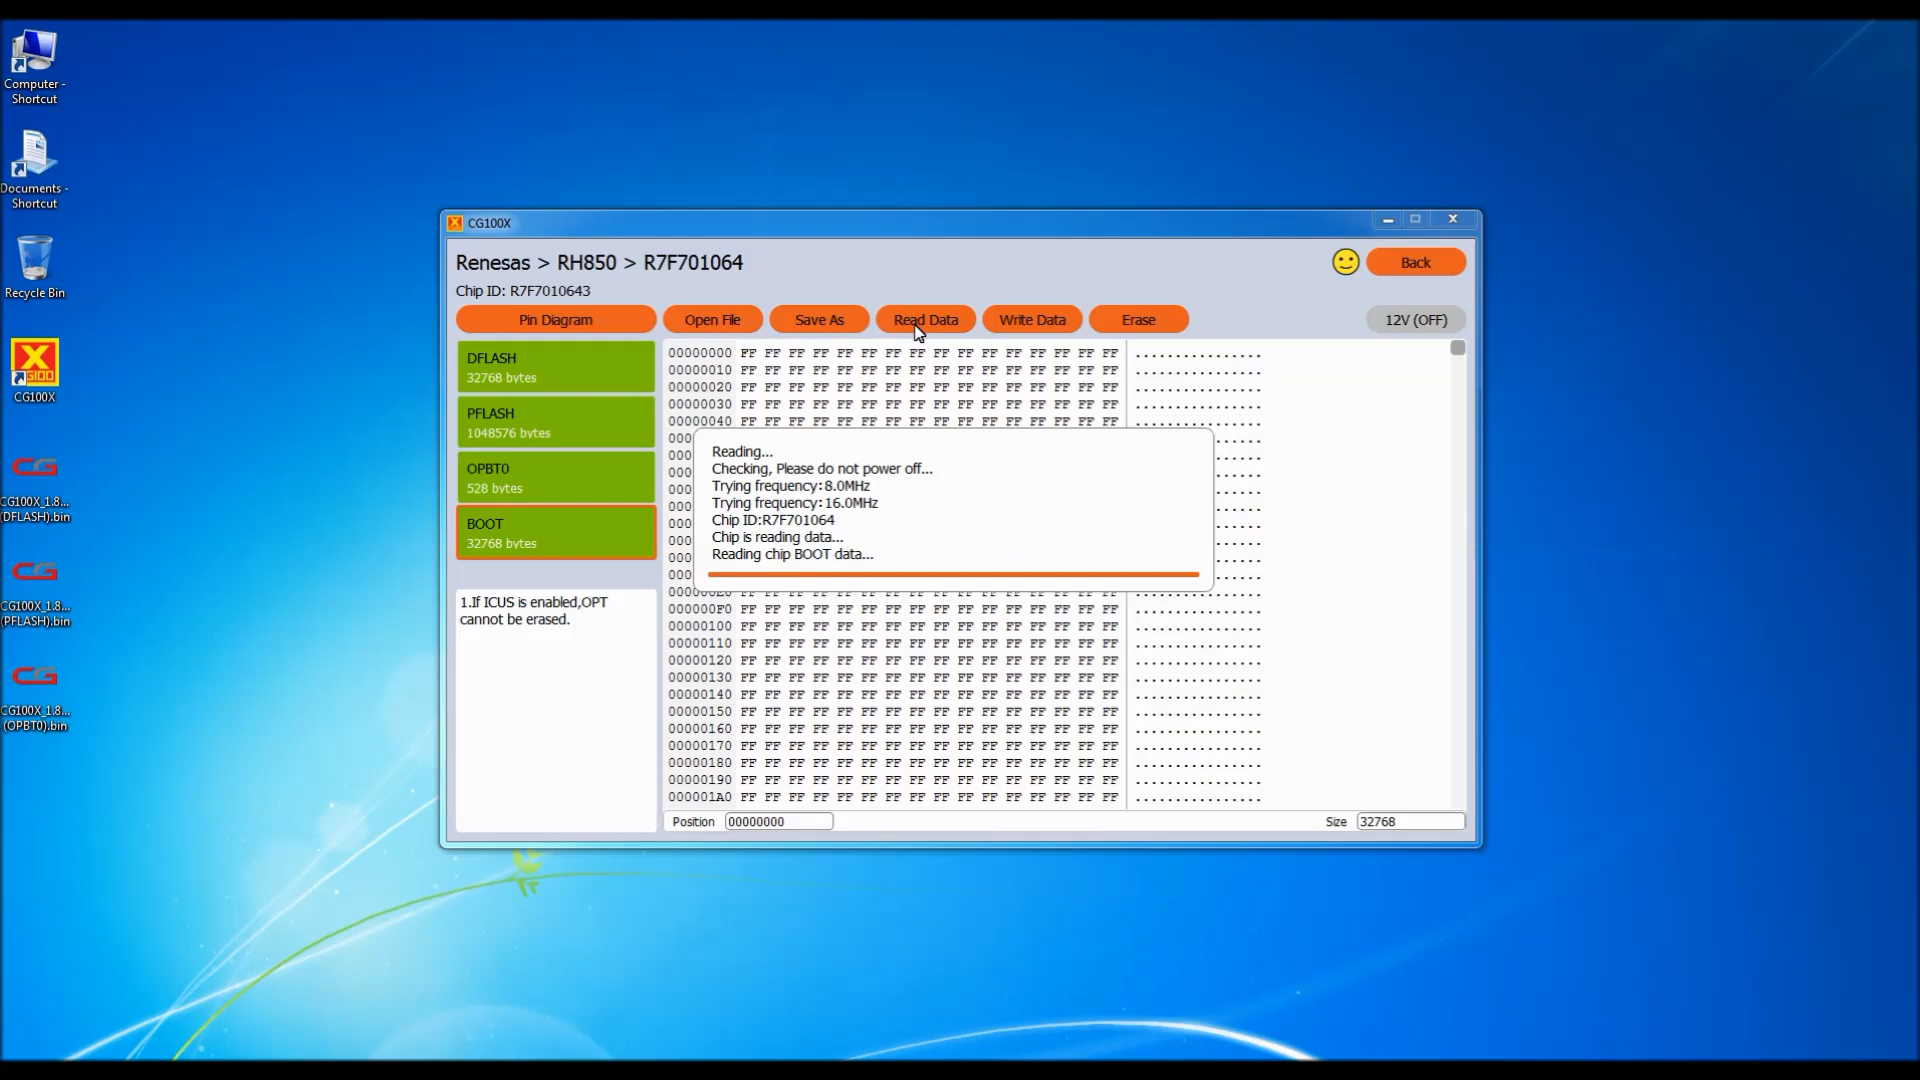 Computer -
Shortcut
Documents -
Shortcut
Recycle Bin
CG100X
CG100X_1.8...
(DFLASH).bin
CG100X_1.8...
(PFLASH).bin
CG100X_1.8...
(OPBT0).bin
CG100X
Renesas > RH850 > R7F701064
Back
Chip ID: R7F7010643
Pin Diagram
Open File
Save As
Read Data
Write Data
Erase
12V (OFF)
DFLASH
32768 bytes
PFLASH
1048576 bytes
OPBT0
528 bytes
BOOT
32768 bytes
1.If ICUS is enabled,OPT
cannot be erased.
00000000 FF FF FF FF FF FF FF FF FF FF FF FF FF FF FF FF ................
00000010 FF FF FF FF FF FF FF FF FF FF FF FF FF FF FF FF ................
00000020 FF FF FF FF FF FF FF FF FF FF FF FF FF FF FF FF ................
00000030 FF FF FF FF FF FF FF FF FF FF FF FF FF FF FF FF ................
00000040 FF FF FF FF FF FF FF FF FF FF FF FF FF FF FF FF ................
Reading...
Checking, Please do not power off...
Trying frequency:8.0MHz
Trying frequency:16.0MHz
Chip ID:R7F701064
Chip is reading data...
Reading chip BOOT data...
000000F0 FF FF FF FF FF FF FF FF FF FF FF FF FF FF FF FF ................
00000100 FF FF FF FF FF FF FF FF FF FF FF FF FF FF FF FF ................
00000110 FF FF FF FF FF FF FF FF FF FF FF FF FF FF FF FF ................
00000120 FF FF FF FF FF FF FF FF FF FF FF FF FF FF FF FF ................
00000130 FF FF FF FF FF FF FF FF FF FF FF FF FF FF FF FF ................
00000140 FF FF FF FF FF FF FF FF FF FF FF FF FF FF FF FF ................
00000150 FF FF FF FF FF FF FF FF FF FF FF FF FF FF FF FF ................
00000160 FF FF FF FF FF FF FF FF FF FF FF FF FF FF FF FF ................
00000170 FF FF FF FF FF FF FF FF FF FF FF FF FF FF FF FF ................
00000180 FF FF FF FF FF FF FF FF FF FF FF FF FF FF FF FF ................
00000190 FF FF FF FF FF FF FF FF FF FF FF FF FF FF FF FF ................
000001A0 FF FF FF FF FF FF FF FF FF FF FF FF FF FF FF FF ................
Position 00000000
Size 32768